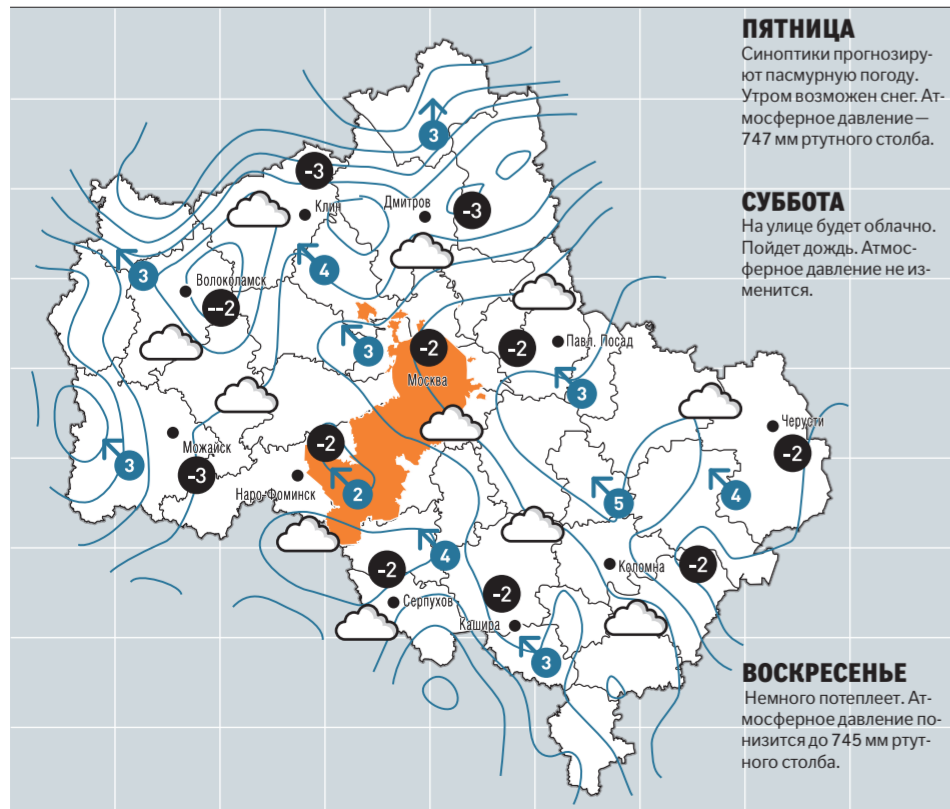 ПЯТНИЦА
Синоптики прогнозиру-
ют пасмурную погоду.
Утром возможен снег. Ат-
мосферное давление —
747 мм ртутного столба.
СУББОТА
На улице будет облачно.
Пойдет дождь. Атмос-
ферное давление не из-
менится.
ВОСКРЕСЕНЬЕ
Немного потеплеет. Ат-
мосферное давление по-
низится до 745 мм ртут-
ного столба.
3
-3
Клин
Дмитров
-3
3
4
Волоколамск
--2
3
-2
Москва
-2
Павл. Посад
3
Черусти
-2
Можайск
3
-3
-2
Наро-Фоминск
2
5
4
4
-2
Серпухов
-2
Кашира
3
Коломна
-2